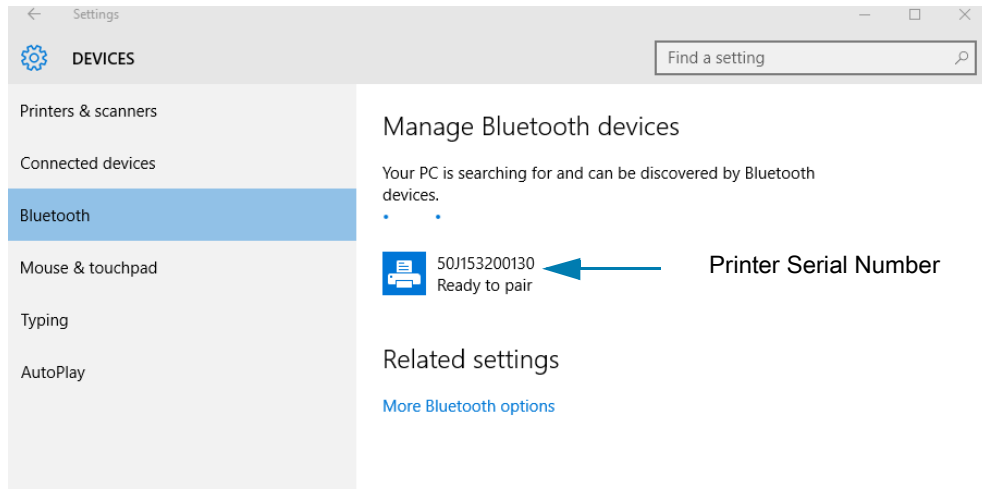 Settings
DEVICES
Find a setting
Printers & scanners
Connected devices
Bluetooth
Mouse & touchpad
Typing
AutoPlay
Manage Bluetooth devices
Your PC is searching for and can be discovered by Bluetooth
devices.
50J153200130
Ready to pair
Printer Serial Number
Related settings
More Bluetooth options